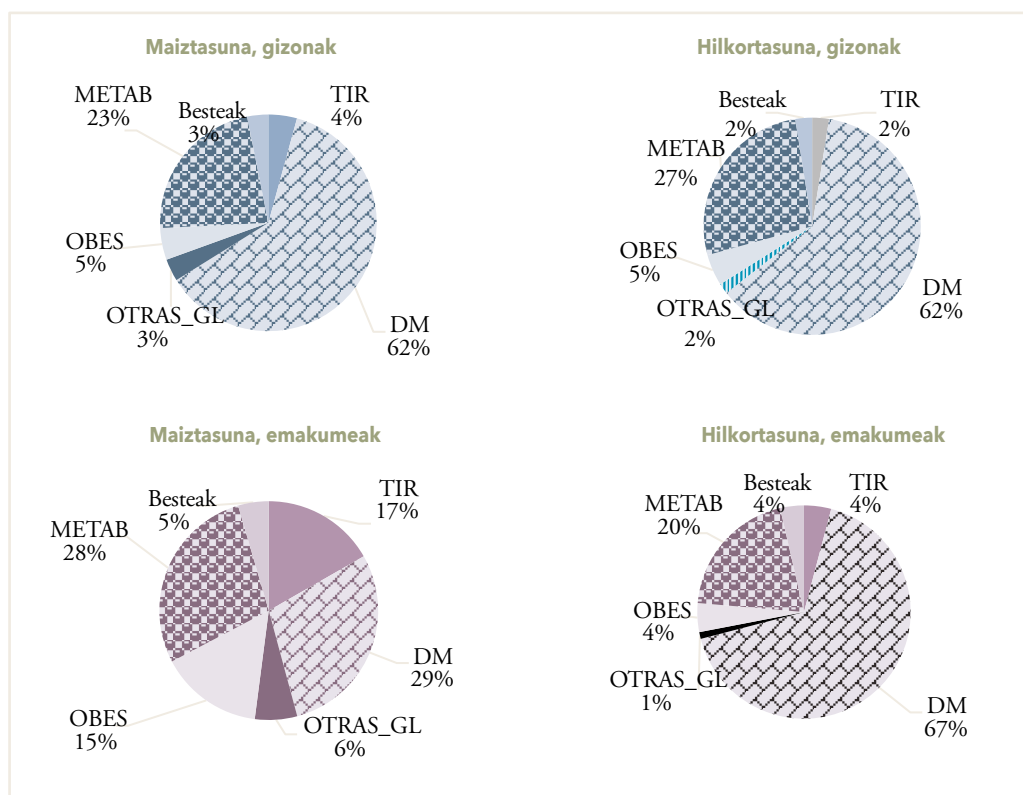 Maiztasuna, gizonak
METAB
23%
Besteak
3%
TIR
4%
OBES
5%
OTRAS_GL
3%
DM
62%
Hilkortasuna, gizonak
Besteak
2%
TIR
2%
METAB
27%
OBES
5%
OTRAS_GL
2%
DM
62%
Maiztasuna, emakumeak
Besteak
5%
TIR
17%
METAB
28%
DM
29%
OBES
15%
OTRAS_GL
6%
Hilkortasuna, emakumeak
METAB
20%
Besteak
4%
TIR
4%
OBES
4%
OTRAS_GL
1%
DM
67%